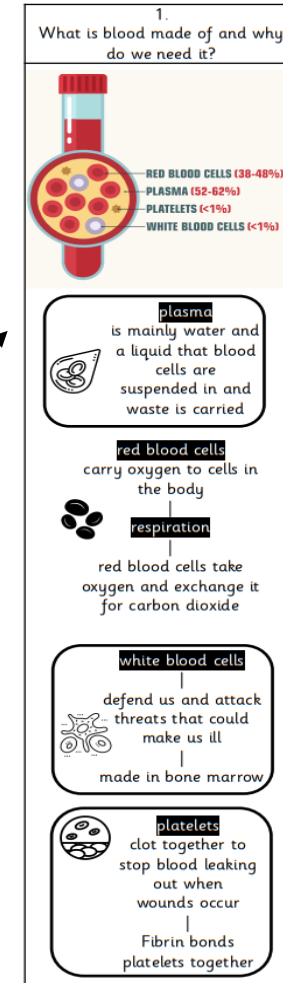 1.
What is blood made of and why
do we need it?
RED BLOOD CELLS (38-48%)
PLASMA (52-62%)
PLATELETS (<1%)
WHITE BLOOD CELLS (<1%)
plasma
is mainly water and
a liquid that blood
cells are
suspended in and
waste is carried
red blood cells
carry oxygen to cells in
the body
respiration
red blood cells take
oxygen and exchange it
for carbon dioxide
white blood cells
defend us and attack
threats that could
make us ill
made in bone marrow
platelets
clot together to
stop blood leaking
out when
wounds occur
Fibrin bonds
platelets together